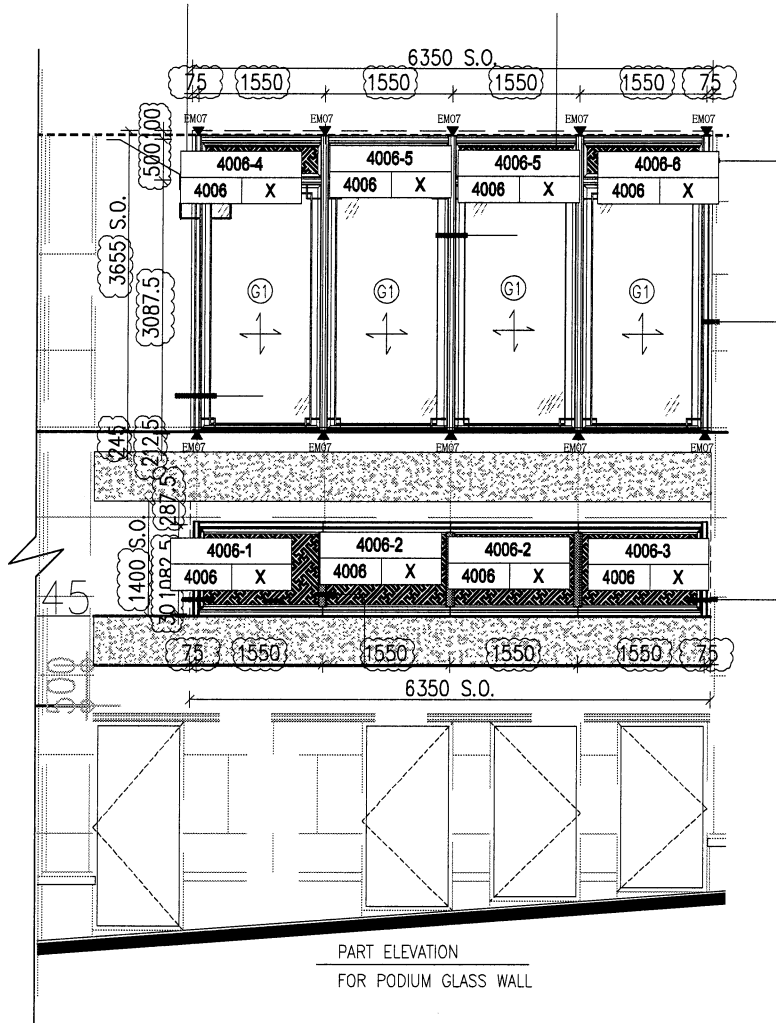 6350 S.O.
75 1550 1550 1550 1550 75
EM07 EM07 EM07 EM07 EM07
100
500
4006-4 4006-5 4006-5 4006-6
4006 X 4006 X 4006 X 4006 X
3655 S.O.
3087.5
G1 G1 G1 G1
245
212.5
EM07 EM07 EM07 EM07 EM07
287.5
1400 S.O.
1082.5
30
4006-1 4006-2 4006-2 4006-3
4006 X 4006 X 4006 X 4006 X
45
75 1550 1550 1550 1550 75
6350 S.O.
300
PART ELEVATION
FOR PODIUM GLASS WALL